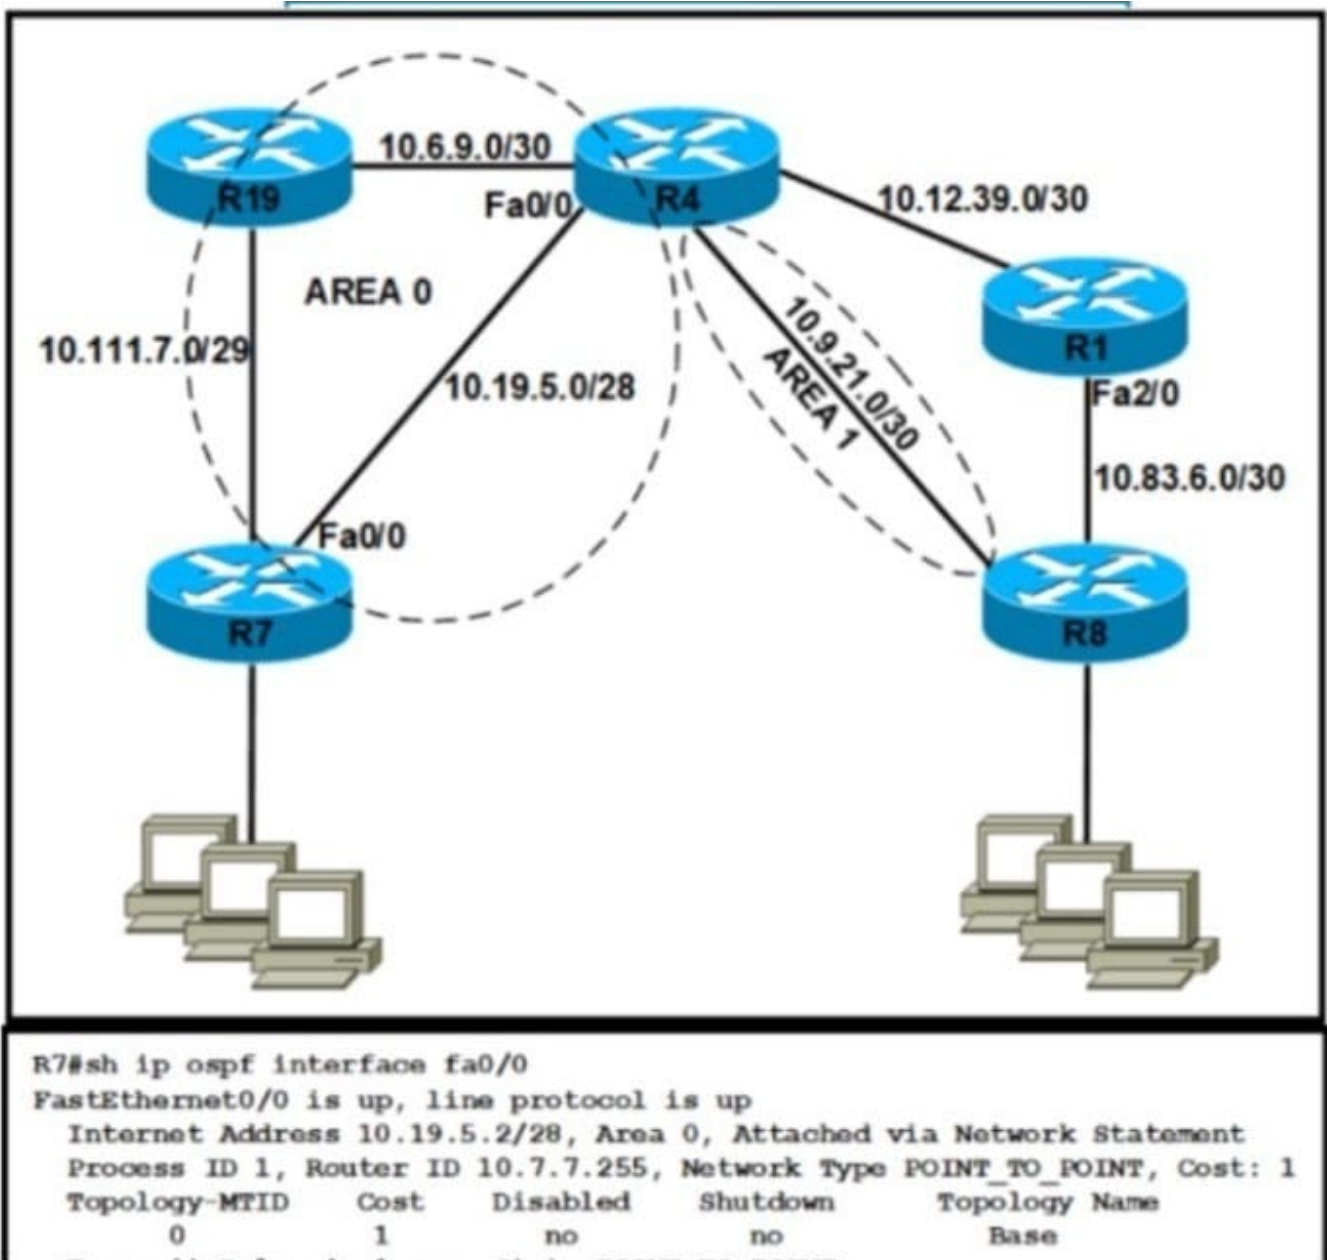 10.6.9.0/30
R19
Fa0/0
R4
10.12.39.0/30
AREA 0
10.111.7.0/29
10.19.5.0/28
10.9.21.0/30
AREA 1
R1
Fa2/0
10.83.6.0/30
Fa0/0
R7
R8
R7#sh ip ospf interface fa0/0
FastEthernet0/0 is up, line protocol is up
Internet Address 10.19.5.2/28, Area 0, Attached via Network Statement
Process ID 1, Router ID 10.7.7.255, Network Type POINT_TO_POINT, Cost: 1
Topology-MTID Cost Disabled Shutdown Topology Name
0 1 no no Base